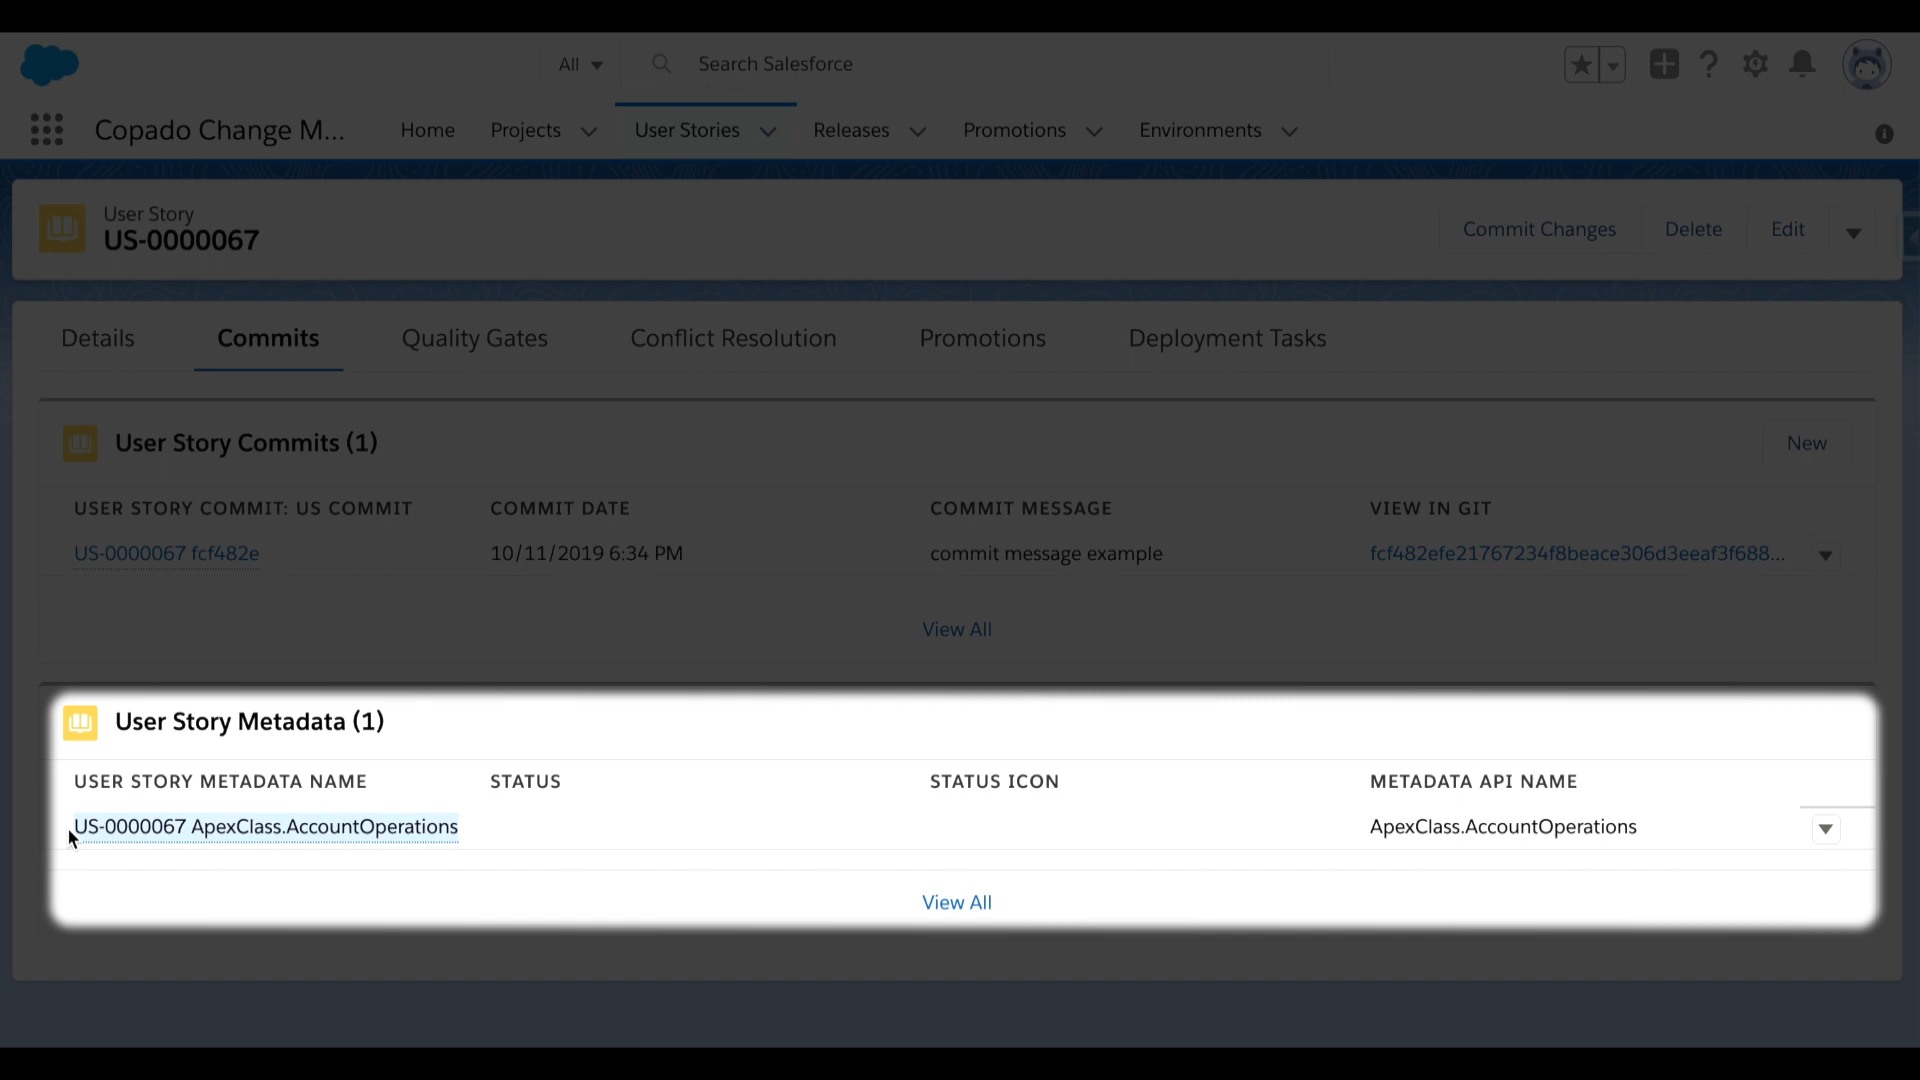 All
Search Salesforce
Copado Change M...
Home
Projects
User Stories
Releases
Promotions
Environments
User Story
US-0000067
Commit Changes
Delete
Edit
Details
Commits
Quality Gates
Conflict Resolution
Promotions
Deployment Tasks
User Story Commits (1)
New
USER STORY COMMIT: US COMMIT
COMMIT DATE
COMMIT MESSAGE
VIEW IN GIT
US-0000067 fcf482e
10/11/2019 6:34 PM
commit message example
fcf482efe21767234f8beace306d3eeaf3f688...
View All
User Story Metadata (1)
USER STORY METADATA NAME
STATUS
STATUS ICON
METADATA API NAME
US-0000067 ApexClass.AccountOperations
ApexClass.AccountOperations
View All